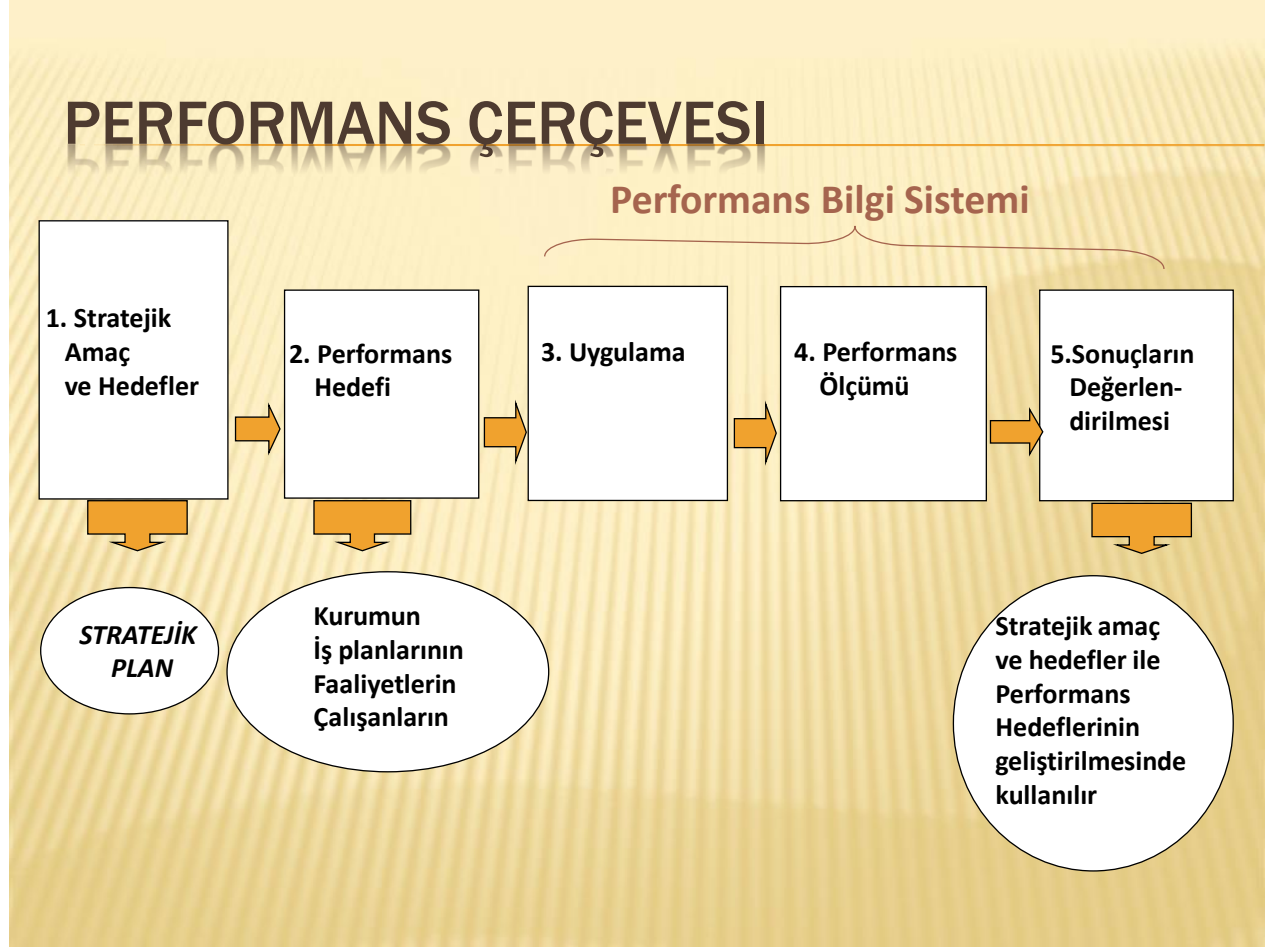 PERFORMANS ÇERÇEVESI
Performans Bilgi Sistemi
1. Stratejik
Amaç
ve Hedefler
2. Performans
Hedefi
3. Uygulama
4. Performans
Ölçümü
5.Sonuçların
Değerlen-
dirilmesi
STRATEJİK
PLAN
Kurumun
İş planlarının
Faaliyetlerin
Çalışanların
Stratejik amaç
ve hedefler ile
Performans
Hedeflerinin
geliştirilmesinde
kullanılır